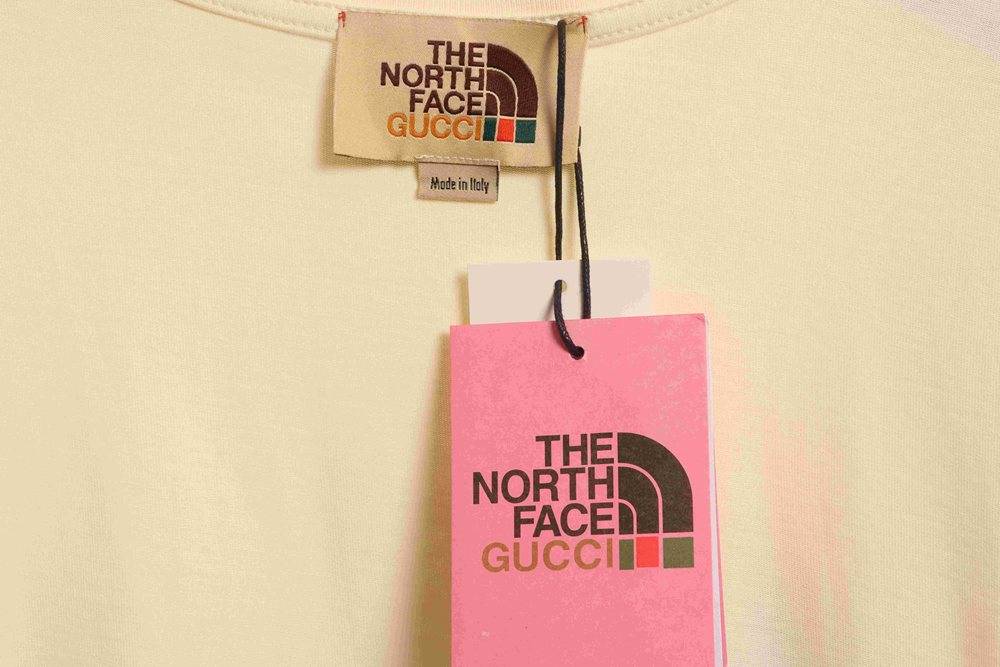 THE
NORTH
FACE
GUCCI
Made in Italy
THE
NORTH
FACE
GUCCI